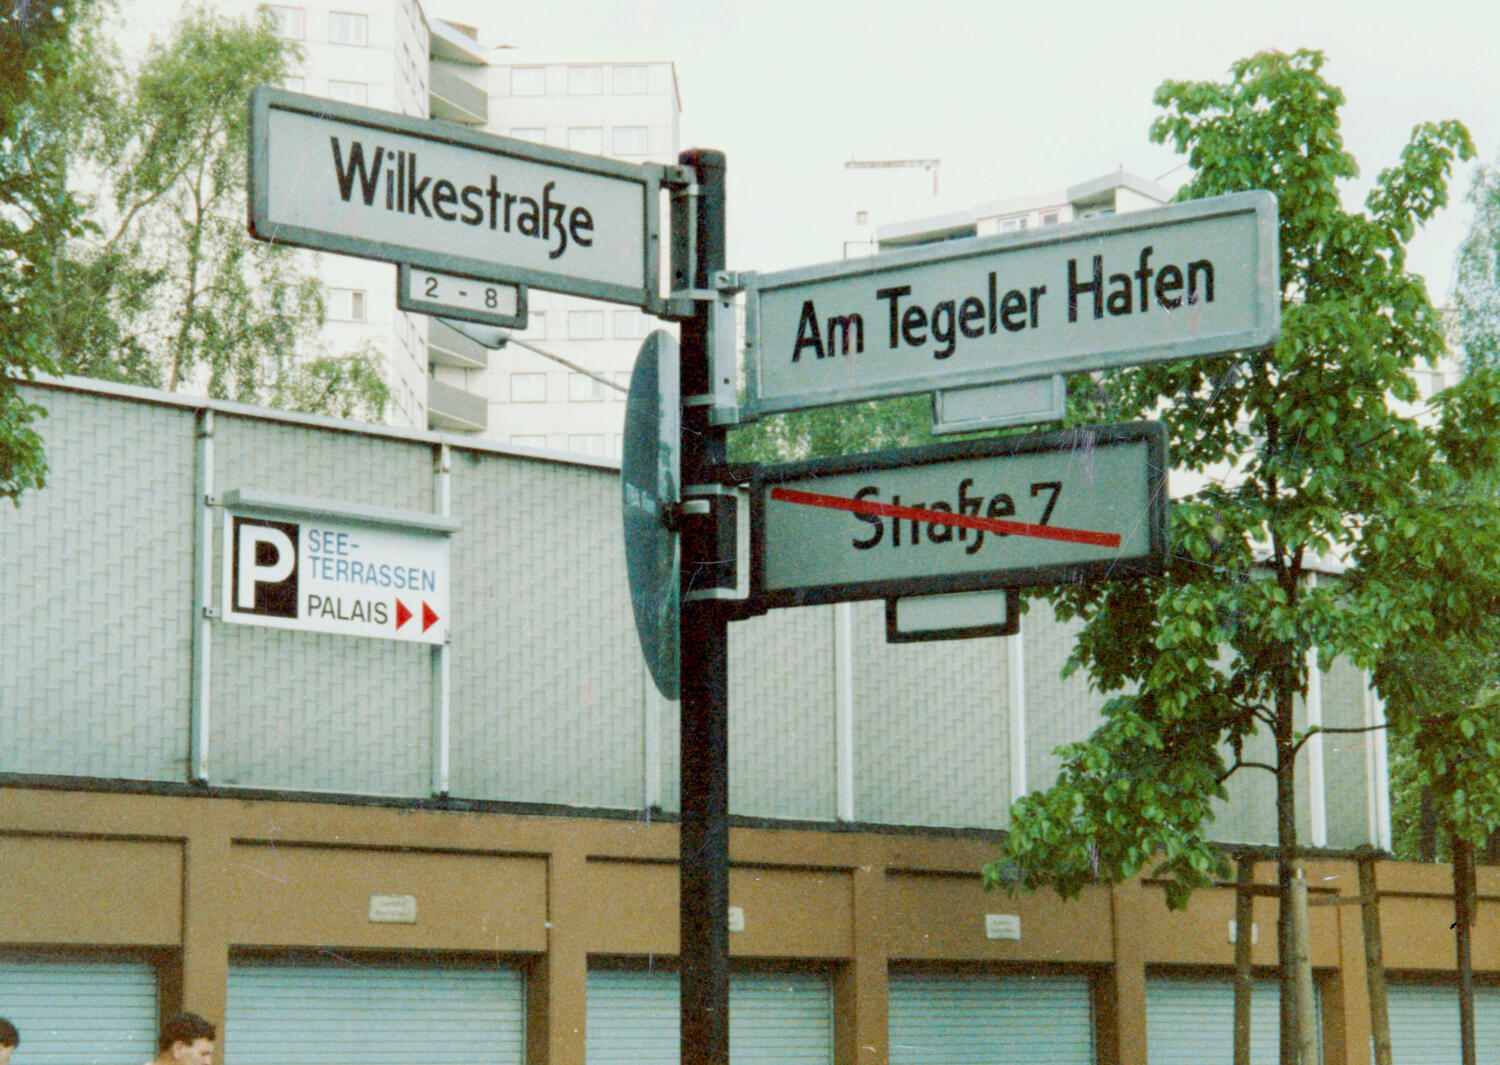 Wilkestraße
2 - 8
Am Tegeler Hafen
Straße 7
P
SEE-
TERRASSEN
PALAIS